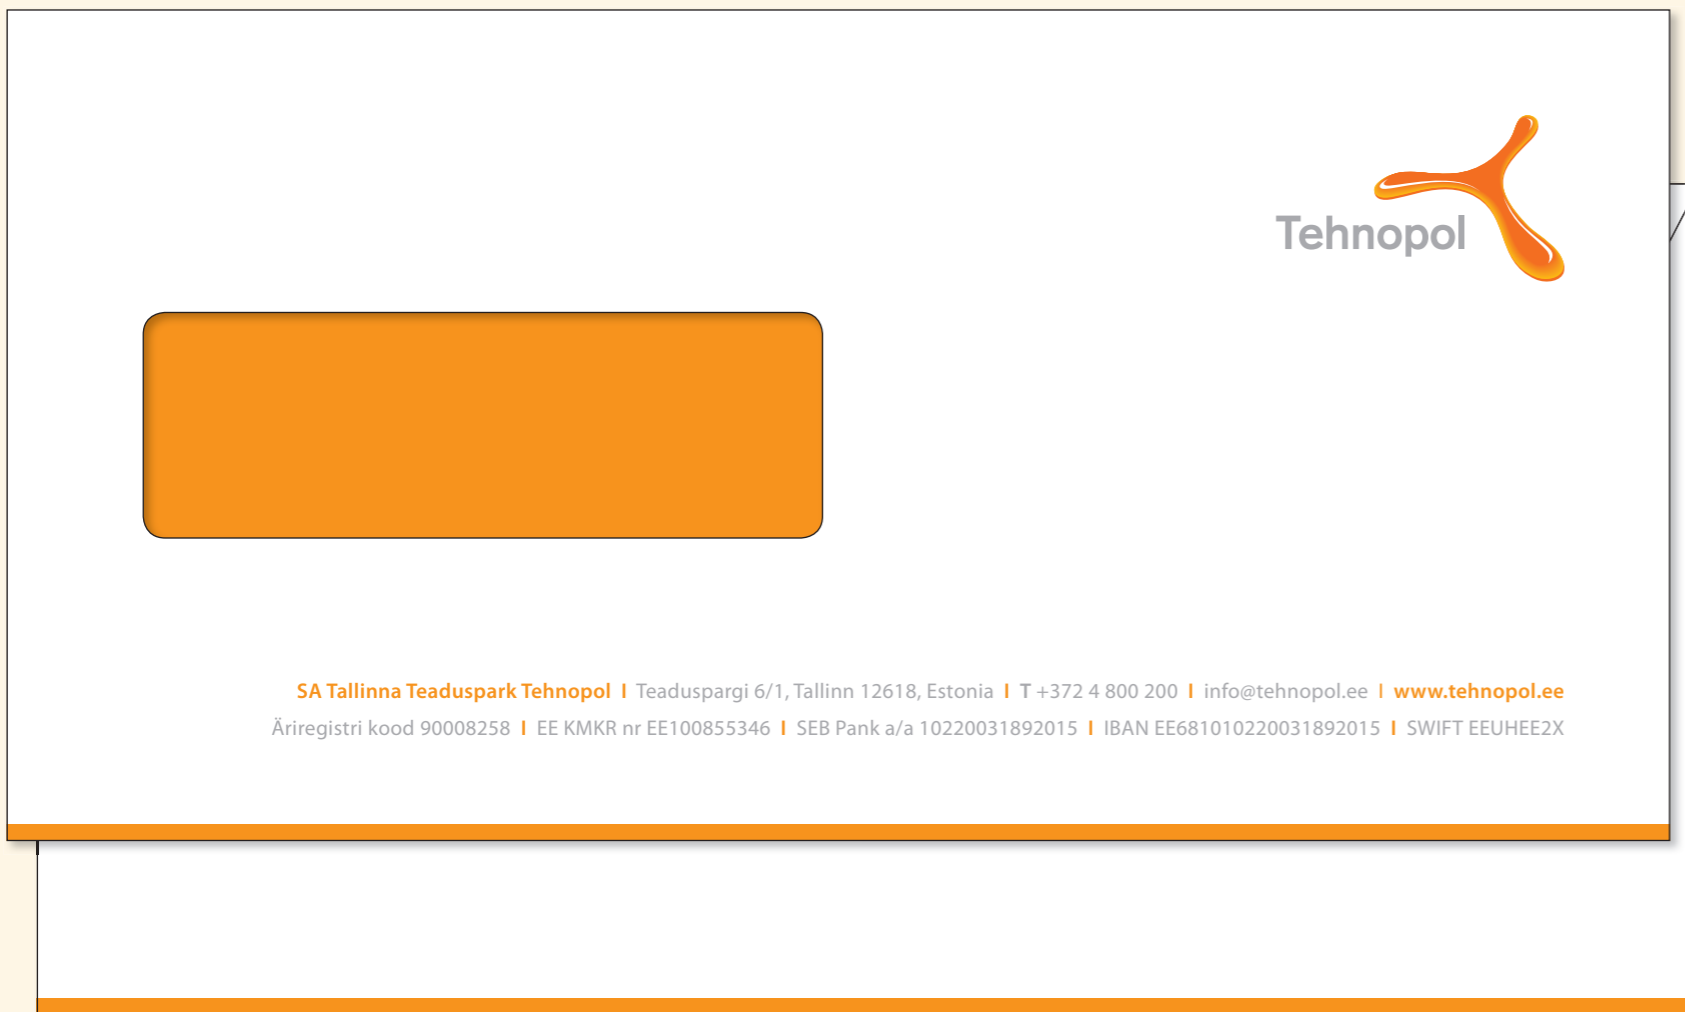 Tehnopol
SA Tallinna Teaduspark Tehnopol I Teaduspargi 6/1, Tallinn 12618, Estonia I T +372 4 800 200 I info@tehnopol.ee I www.tehnopol.ee
Äriregistri kood 90008258 I EE KMKR nr EE100855346 I SEB Pank a/a 10220031892015 I IBAN EE681010220031892015 I SWIFT EEUHEE2X